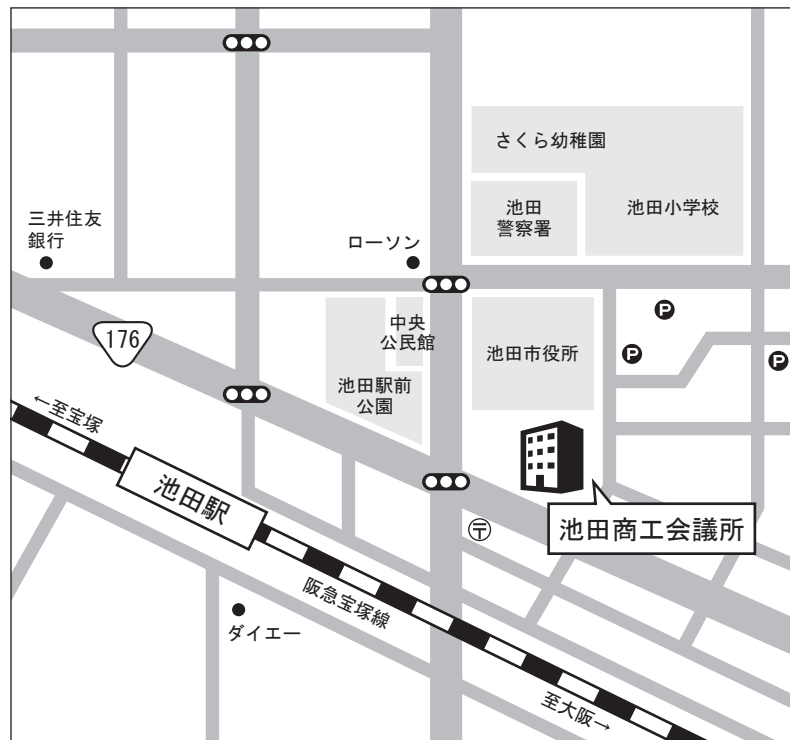 さくら幼稚園
池田
警察署
池田小学校
三井住友
銀行
ローソン
176
中央
公民館
池田市役所
池田駅前
公園
P
P
P
←至宝塚
池田駅
〒
池田商工会議所
阪急宝塚線
ダイエー
至大阪→